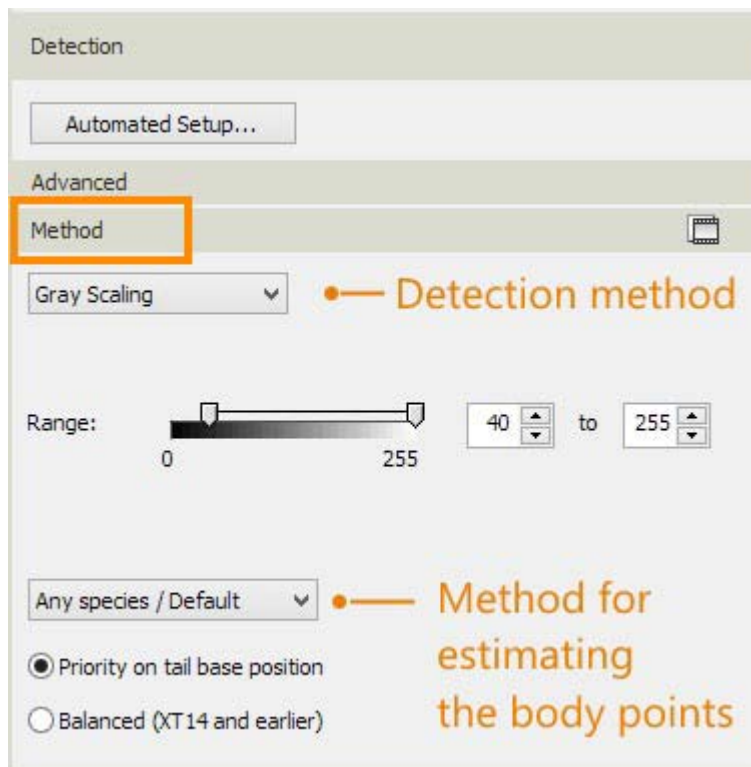 Detection
Automated Setup...
Advanced
Method
Gray Scaling
Detection method
Range:
40 to 255
0 255
Any species / Default
Method for
estimating
the body points
Priority on tail base position
Balanced (XT14 and earlier)